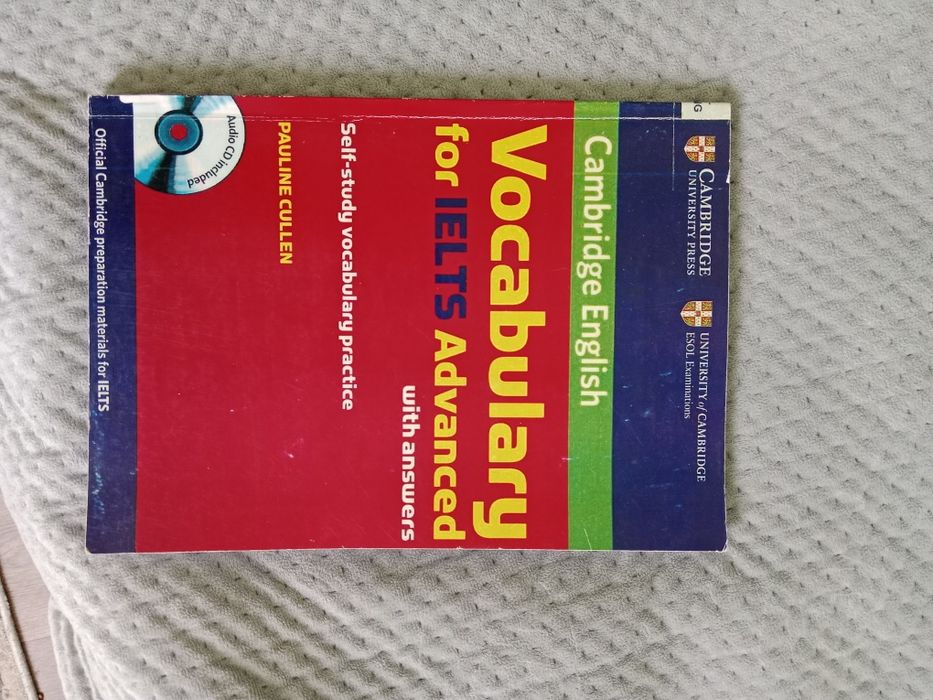 CAMBRIDGE
UNIVERSITY PRESS
UNIVERSITY of CAMBRIDGE
ESOL Examinations
Cambridge English
Vocabulary
for IELTS Advanced
with answers
Self-study vocabulary practice
PAULINE CULLEN
Audio CD included
Official Cambridge preparation materials for IELTS